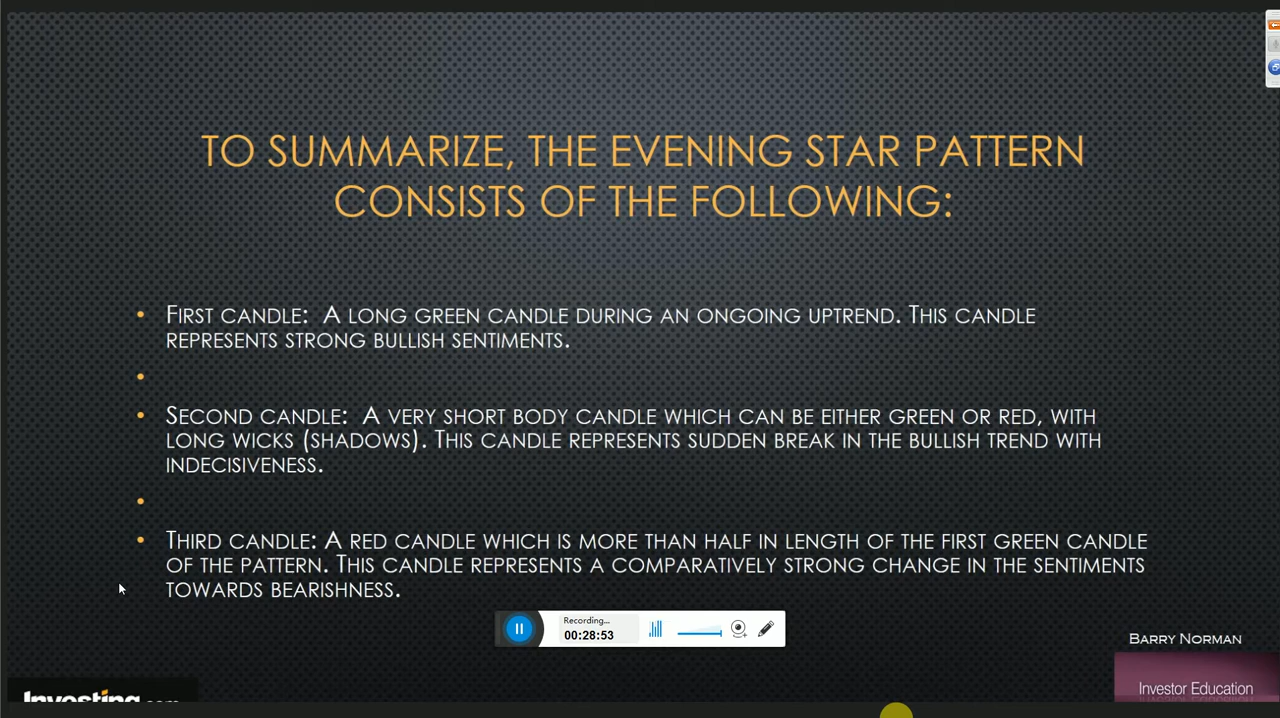 TO SUMMARIZE, THE EVENING STAR PATTERN
CONSISTS OF THE FOLLOWING:
• FIRST CANDLE:  A LONG GREEN CANDLE DURING AN ONGOING UPTREND. THIS CANDLE
REPRESENTS STRONG BULLISH SENTIMENTS.
•
• SECOND CANDLE:  A VERY SHORT BODY CANDLE WHICH CAN BE EITHER GREEN OR RED, WITH
LONG WICKS (SHADOWS). THIS CANDLE REPRESENTS SUDDEN BREAK IN THE BULLISH TREND WITH
INDECISIVENESS.
•
• THIRD CANDLE: A RED CANDLE WHICH IS MORE THAN HALF IN LENGTH OF THE FIRST GREEN CANDLE
OF THE PATTERN. THIS CANDLE REPRESENTS A COMPARATIVELY STRONG CHANGE IN THE SENTIMENTS
TOWARDS BEARISHNESS.
Recording...
00:28:53
BARRY NORMAN
Investor Education
Investing.com